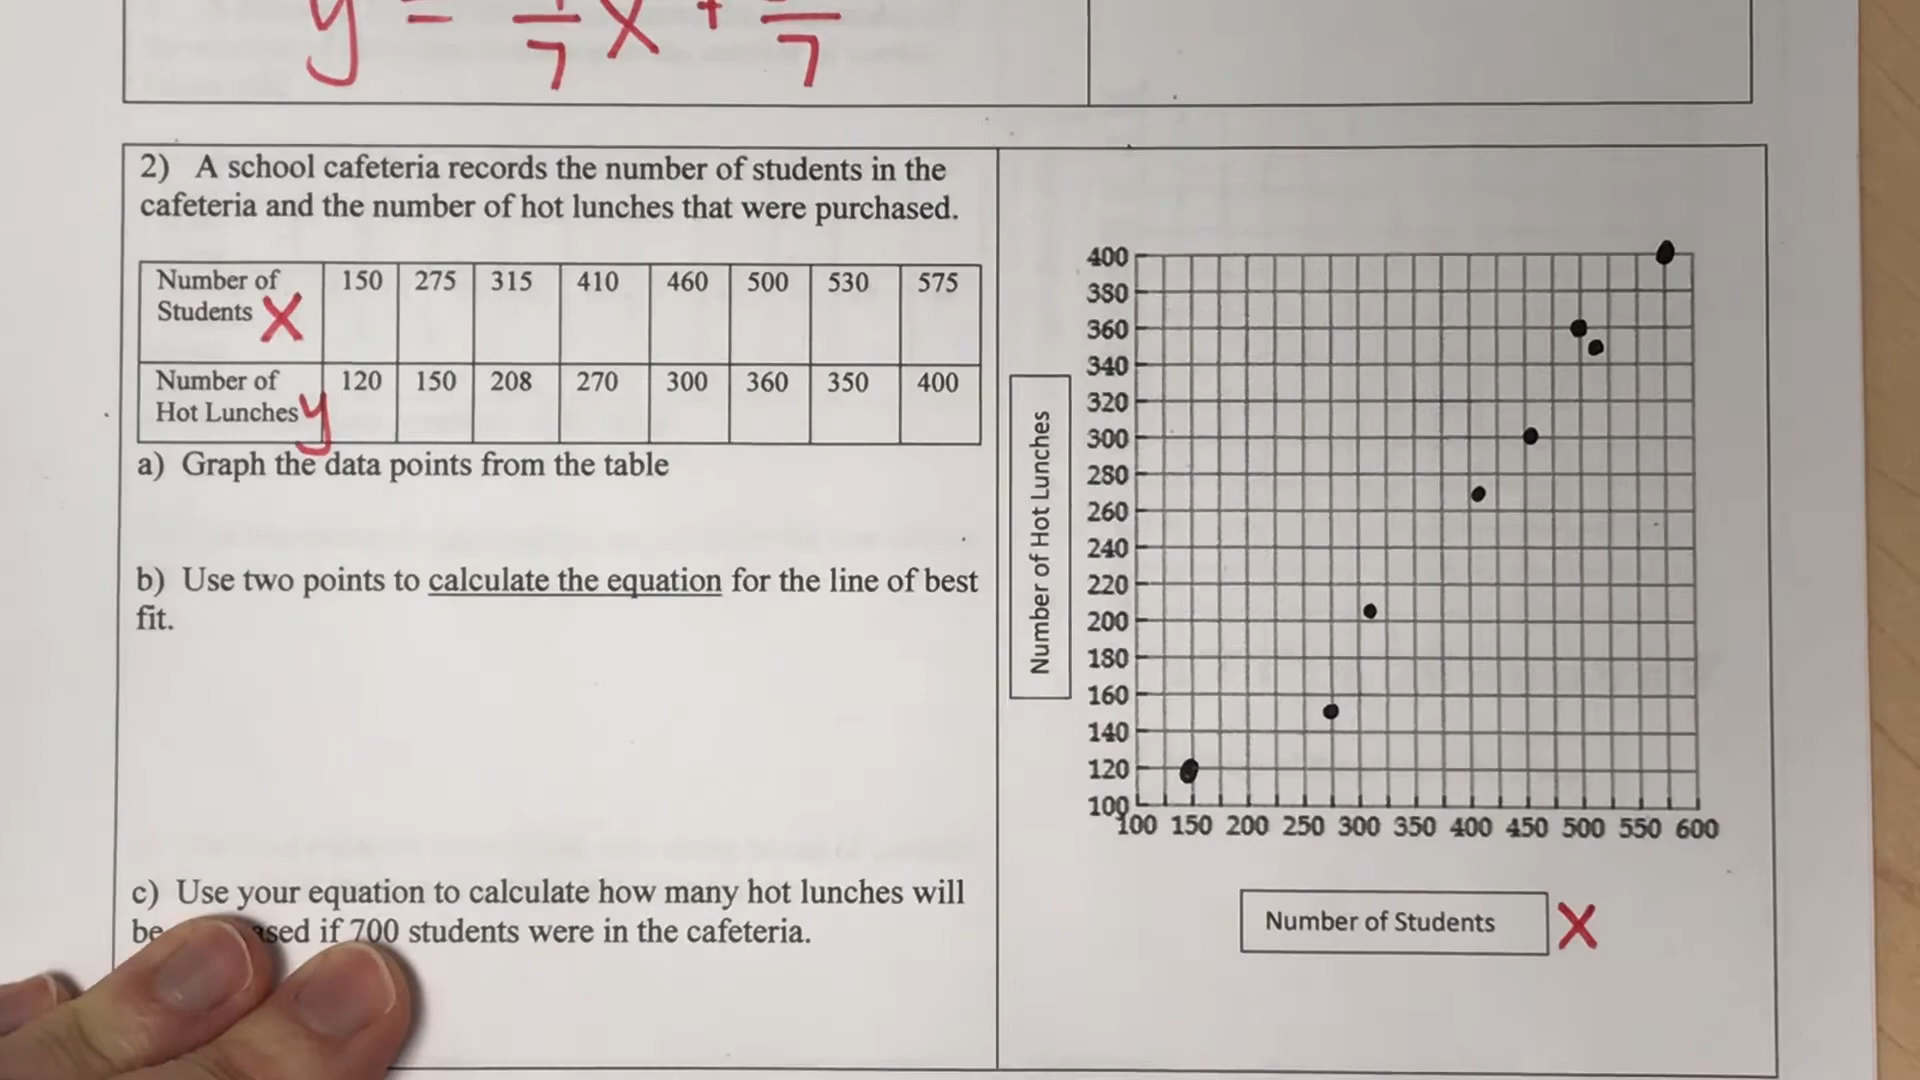 y = /7 x + /7
2) A school cafeteria records the number of students in the
cafeteria and the number of hot lunches that were purchased.
Number of Students X 150 275 315 410 460 500 530 575
Number of Hot Lunches y 120 150 208 270 300 360 350 400
a) Graph the data points from the table
b) Use two points to calculate the equation for the line of best
fit.
c) Use your equation to calculate how many hot lunches will
be if 700 students were in the cafeteria.
Number of Hot Lunches
400
380
360
340
320
300
280
260
240
220
200
180
160
140
120
100
100 150 200 250 300 350 400 450 500 550 600
Number of Students X